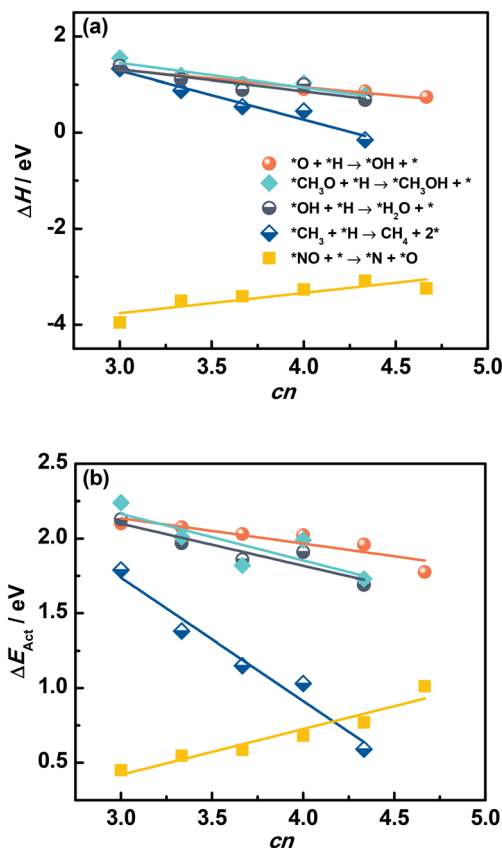 (a)
2
0
-2
-4
ΔH / eV
*O + *H → *OH + *
*CH₃O + *H → *CH₃OH + *
*OH + *H → *H₂O + *
*CH₃ + *H → CH₄ + 2*
*NO + * → *N + *O
3.0 3.5 4.0 4.5 5.0
cn
(b)
2.5
2.0
1.5
1.0
0.5
ΔE_Act / eV
3.0 3.5 4.0 4.5 5.0
cn